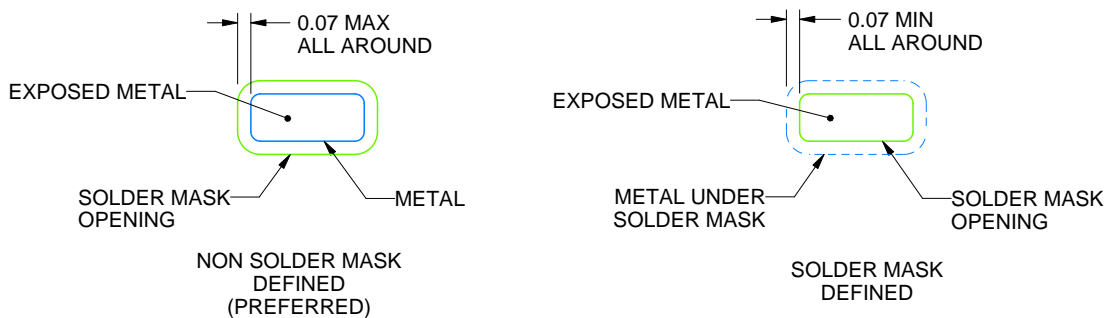 0.07 MAX
ALL AROUND
EXPOSED METAL
SOLDER MASK
OPENING
METAL
NON SOLDER MASK
DEFINED
(PREFERRED)
0.07 MIN
ALL AROUND
EXPOSED METAL
METAL UNDER
SOLDER MASK
SOLDER MASK
OPENING
SOLDER MASK
DEFINED